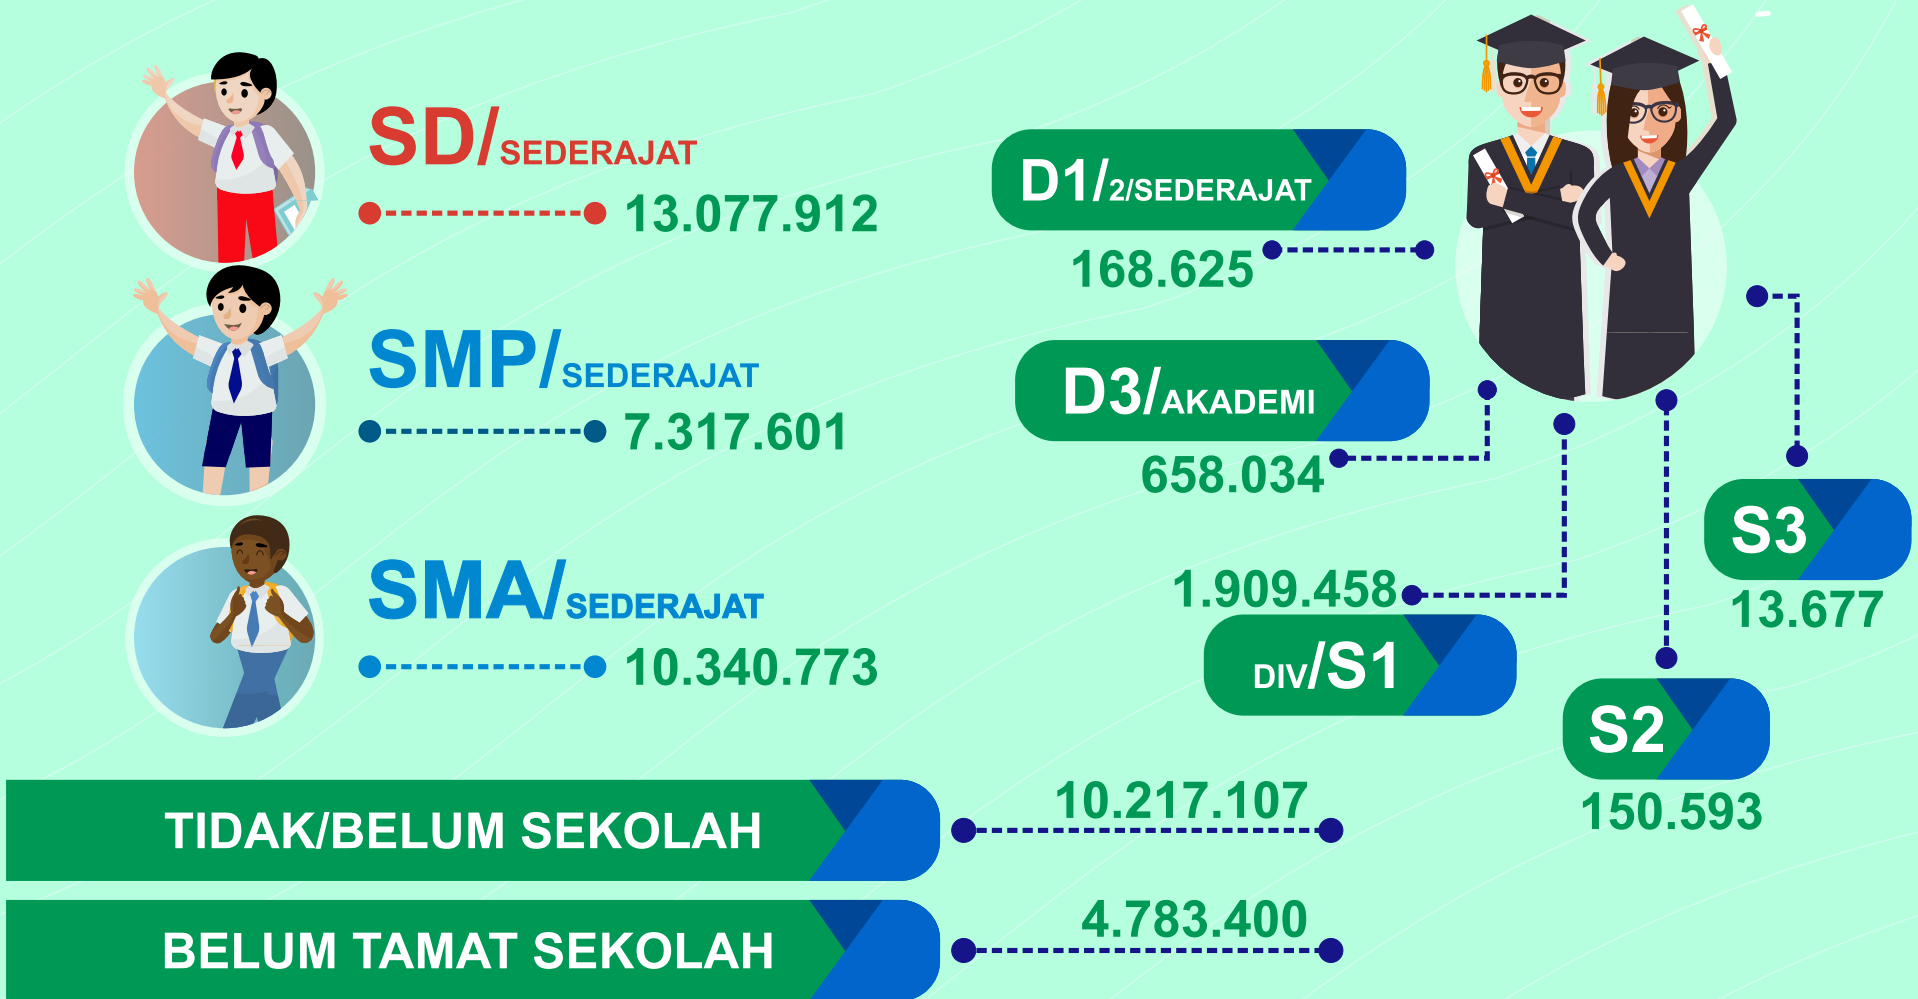 SD/SEDERAJAT
13.077.912
SMP/SEDERAJAT
7.317.601
SMA/SEDERAJAT
10.340.773
D1/2/SEDERAJAT
168.625
D3/AKADEMI
658.034
1.909.458
DIV/S1
S2
150.593
S3
13.677
TIDAK/BELUM SEKOLAH
10.217.107
BELUM TAMAT SEKOLAH
4.783.400